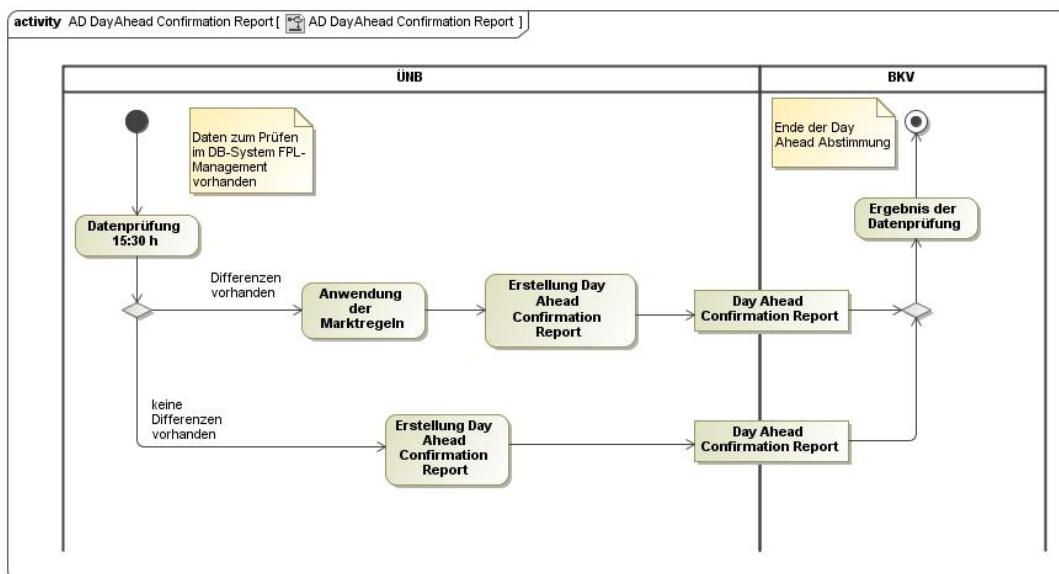 activity AD DayAhead Confirmation Report [ AD DayAhead Confirmation Report ]
ÜNB
BKV
Daten zum Prüfen
im DB-System FPL-
Management
vorhanden
Ende der Day
Ahead Abstimmung
Datenprüfung
15:30 h
Ergebnis der
Datenprüfung
Differenzen
vorhanden
Anwendung
der
Marktregeln
Erstellung Day
Ahead
Confirmation
Report
Day Ahead
Confirmation Report
keine
Differenzen
vorhanden
Erstellung Day
Ahead
Confirmation
Report
Day Ahead
Confirmation Report